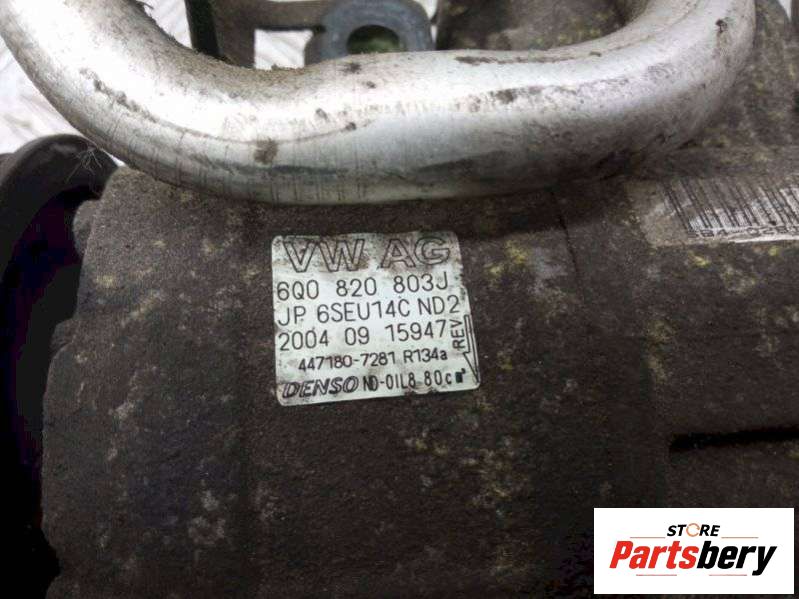 VW AG
6Q0 820 803J
JP 6SEU14C ND2
2004 09 15947
REV
447180-7281 R134a
DENSO ND-OIL8 80c
STORE
Partsbery